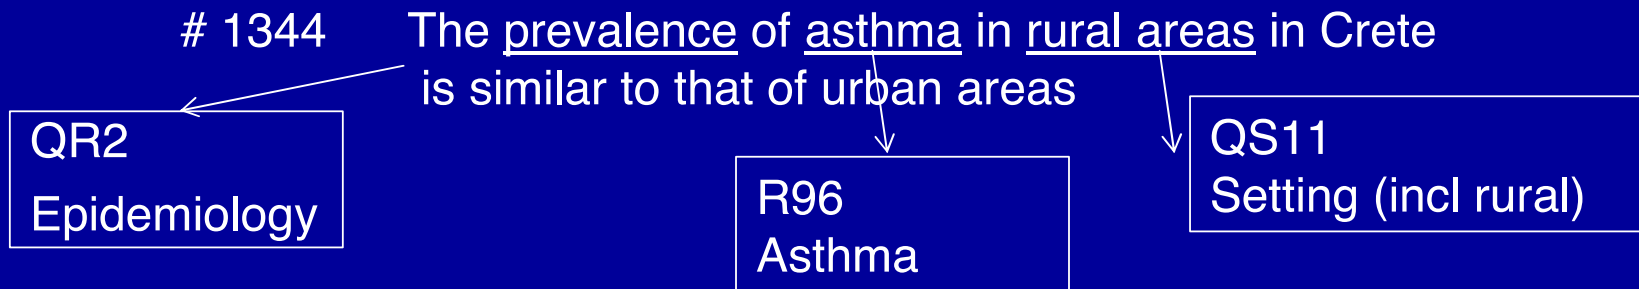 # 1344 The prevalence of asthma in rural areas in Crete
is similar to that of urban areas
QR2
Epidemiology
R96
Asthma
QS11
Setting (incl rural)